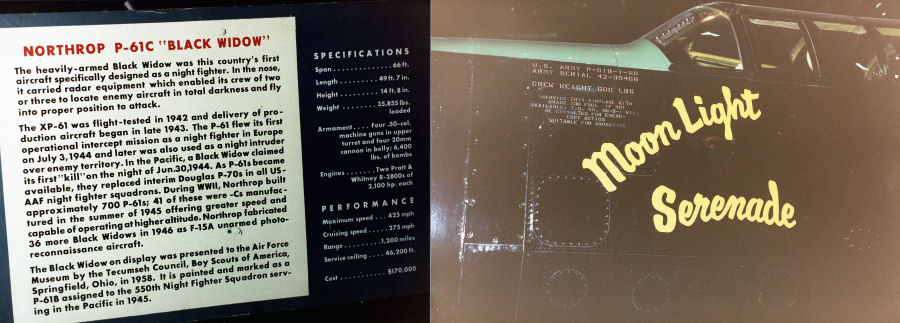 NORTHROP P-61C "BLACK WIDOW"
The heavily-armed Black Widow was this country's first
aircraft specifically designed as a night fighter. In the nose,
it carried radar equipment which enabled its crew of two
or three to locate enemy aircraft in total darkness and fly
into proper position to attack.
The XP-61 was flight-tested in 1942 and delivery of pro-
duction aircraft began in late 1943. The P-61 flew its first
operational intercept mission as a night fighter in Europe
on July 3,1944 and later was also used as a night intruder
over enemy territory. In the Pacific, a Black Widow claimed
its first "kill" on the night of Jun.30,1944. As P-61s became
available, they replaced interim Douglas P-70s in all US-
AAF night fighter squadrons. During WWII, Northrop built
approximately 700 P-61s; 41 of these were -Cs manufac-
tured in the summer of 1945 offering greater speed and
capable of operating at higher altitude. Northrop fabricated
36 more Black Widows in 1946 as F-15A unarmed photo-
reconnaissance aircraft.
The Black Widow on display was presented to the Air Force
Museum by the Tecumseh Council, Boy Scouts of America,
Springfield, Ohio, in 1958. It is painted and marked as a
P-61B assigned to the 550th Night Fighter Squadron serv-
ing in the Pacific in 1945.
SPECIFICATIONS
Span . . . . . . . . . . . . . 66 ft.
Length . . . . . . . . . 49 ft. 7 in.
Height . . . . . . . . . 14 ft. 8 in.
Weight . . . . . . . . . 35,855 lbs.
loaded
Armament . . . . Four .50-cal.
machine guns in upper
turret and four 20mm
cannon in belly; 6,400
lbs. of bombs
Engines . . . . . . . Two Pratt &
Whitney R-2800s of
2,100 hp. each
PERFORMANCE
Maximum speed . . . 425 mph
Cruising speed . . . . 275 mph
Range . . . . . . . . 1,200 miles
Service ceiling . . . . 46,200 ft.
Cost . . . . . . . . . . . $170,000
U.S. ARMY P-61B-1-NO
ARMY SERIAL 42-39468
CREW WEIGHT 600 LBS
SERVICE THIS AIRPLANE WITH
Moon Light
Serenade